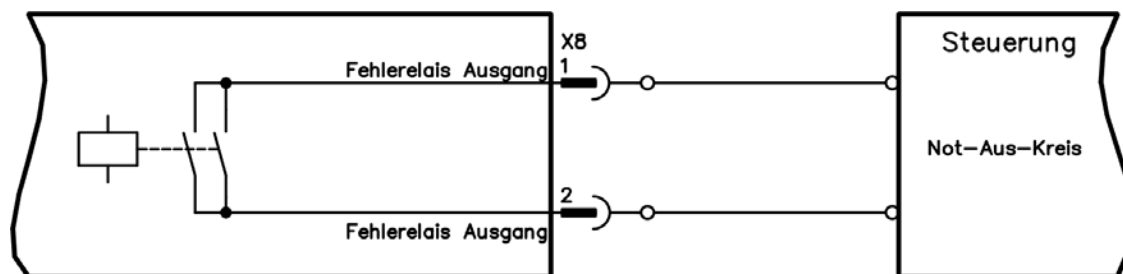 X8
Steuerung
Fehlerelais Ausgang
1
Not-Aus-Kreis
2
Fehlerelais Ausgang